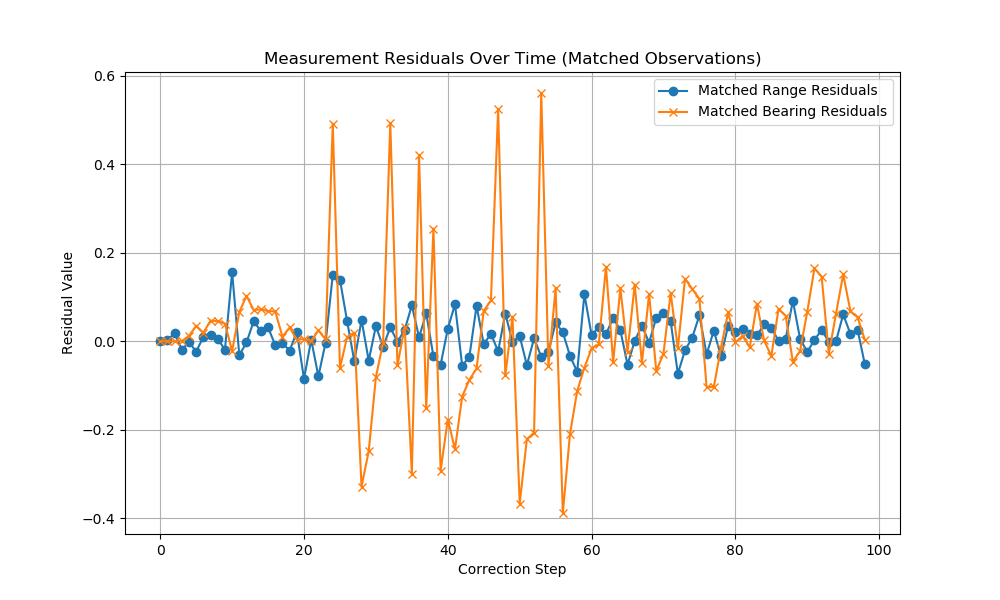 Measurement Residuals Over Time (Matched Observations)
Matched Range Residuals
Matched Bearing Residuals
Residual Value
0.6
0.4
0.2
0.0
−0.2
−0.4
0 20 40 60 80 100
Correction Step